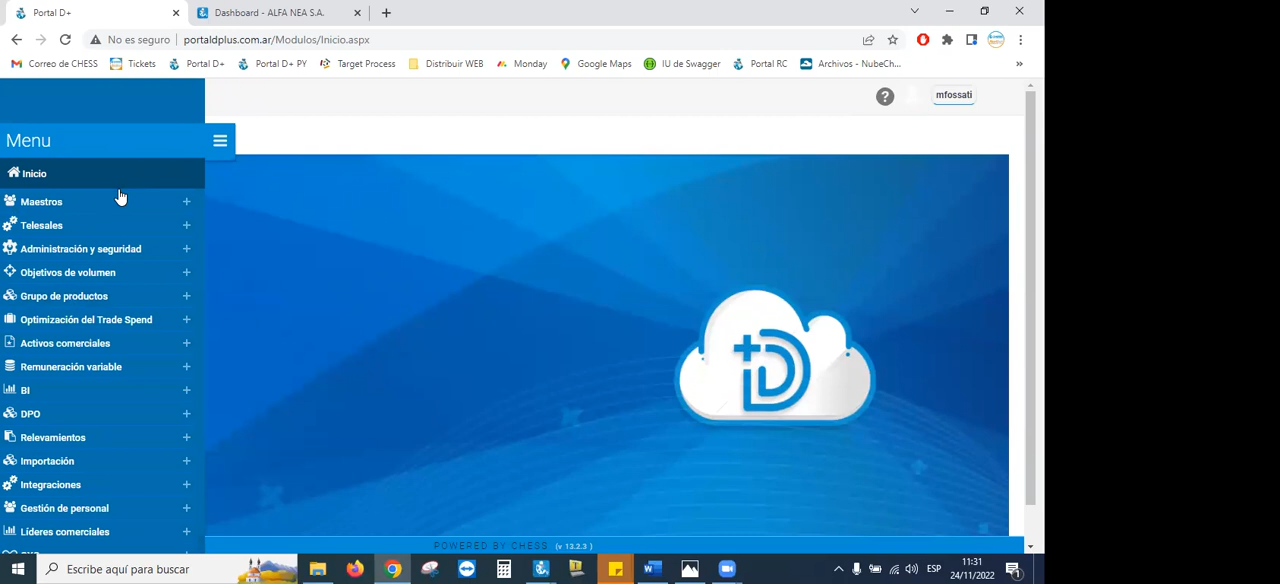 Portal D+
Dashboard - ALFA NEA S.A.
No es seguro | portaldplus.com.ar/Modulos/Inicio.aspx
Correo de CHESS
Tickets
Portal D+
Portal D+ PY
Target Process
Distribuir WEB
Monday
Google Maps
IU de Swagger
Portal RC
Archivos - NubeCh...
»
? mfossati
Menu
Inicio
Maestros +
Telesales +
Administración y seguridad +
Objetivos de volumen +
Grupo de productos +
Optimización del Trade Spend +
Activos comerciales +
Remuneración variable +
BI +
DPO +
Relevamientos +
Importación +
Integraciones +
Gestión de personal +
Líderes comerciales +
+D
POWERED BY CHESS (v 13.2.3 )
Escribe aquí para buscar
ESP
11:31
24/11/2022
1